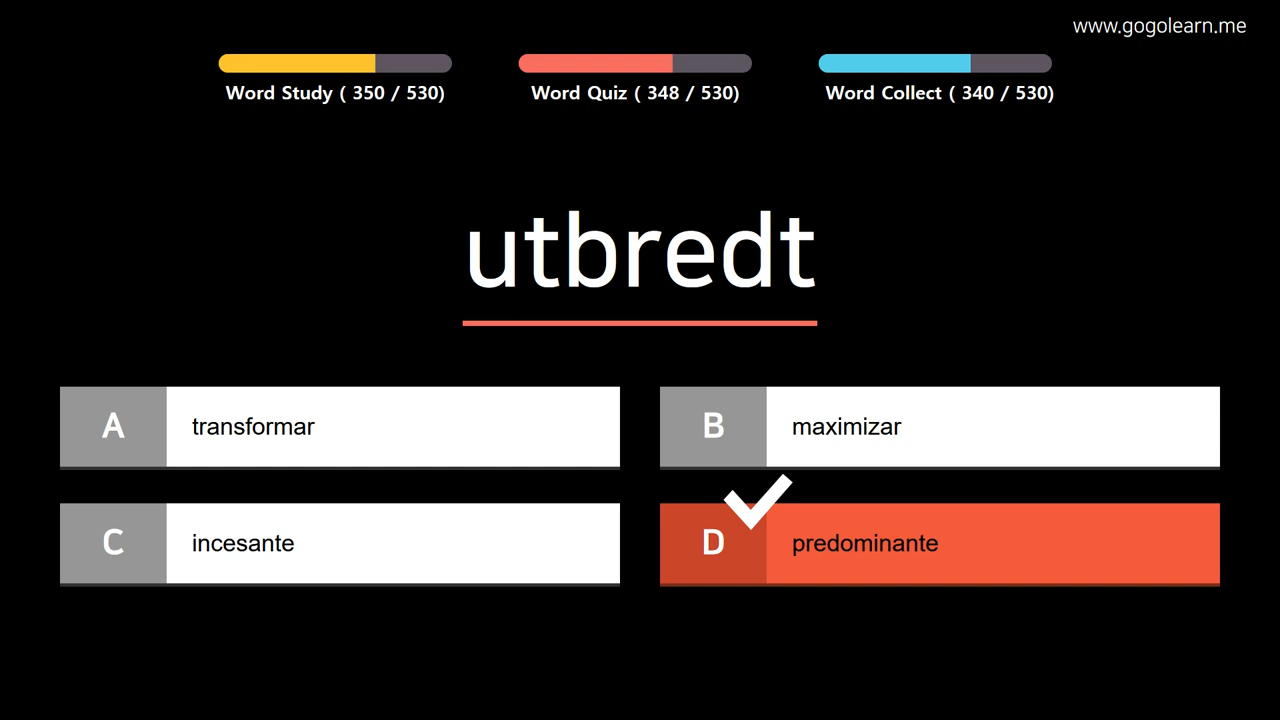 www.gogolearn.me
Word Study ( 350 / 530)
Word Quiz ( 348 / 530)
Word Collect ( 340 / 530)
utbredt
A transformar
B maximizar
C incesante
D predominante